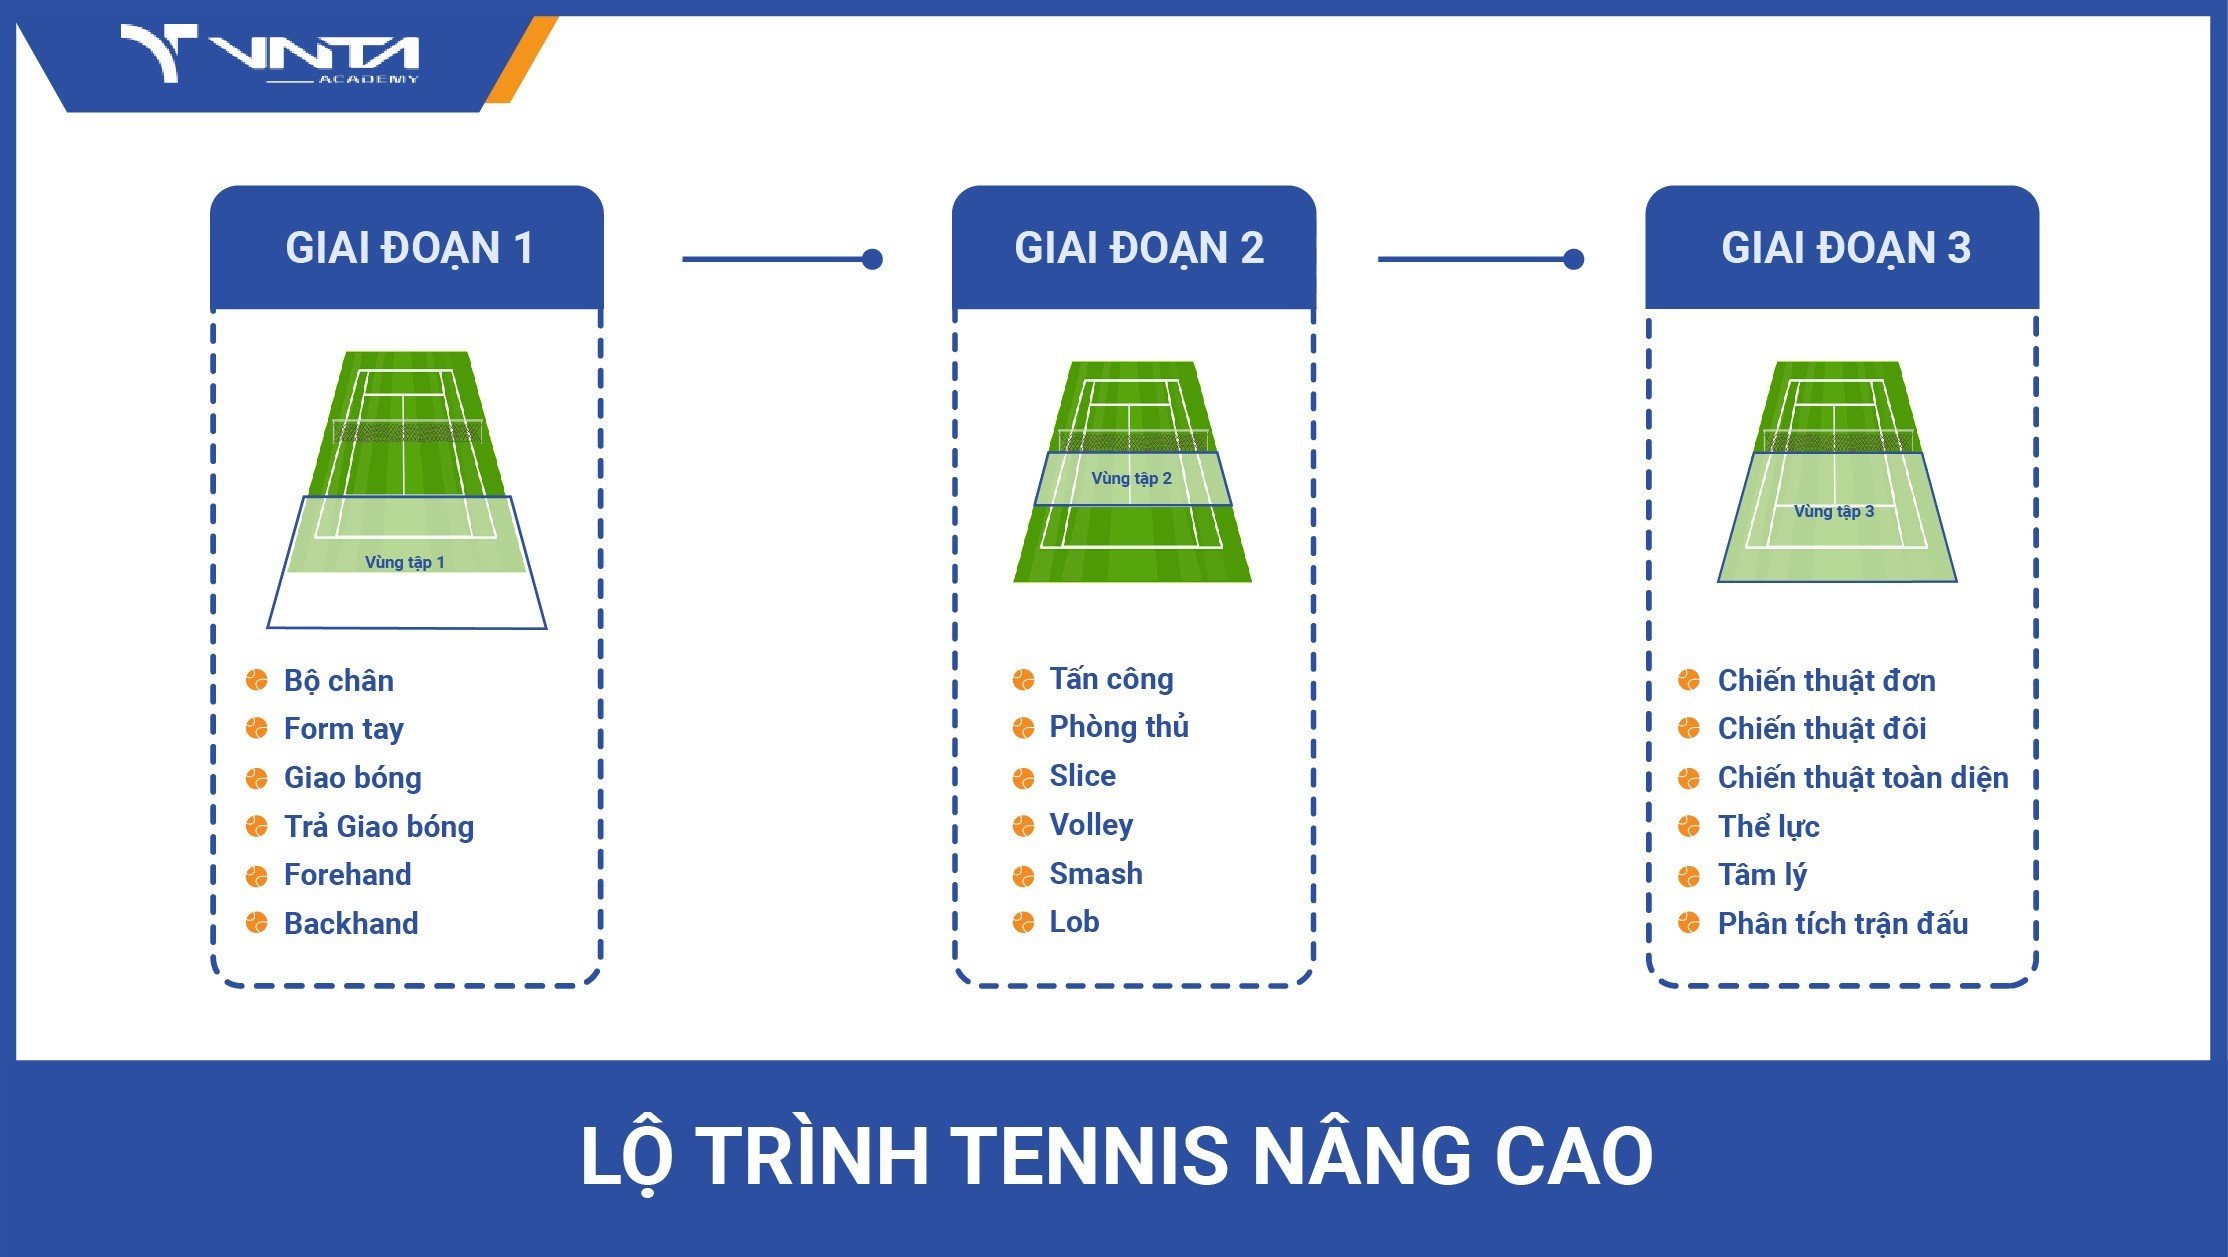 VNTA
ACADEMY
GIAI ĐOẠN 1
Vùng tập 1
Bộ chân
Form tay
Giao bóng
Trả Giao bóng
Forehand
Backhand
GIAI ĐOẠN 2
Vùng tập 2
Tấn công
Phòng thủ
Slice
Volley
Smash
Lob
GIAI ĐOẠN 3
Vùng tập 3
Chiến thuật đơn
Chiến thuật đôi
Chiến thuật toàn diện
Thể lực
Tâm lý
Phân tích trận đấu
LỘ TRÌNH TENNIS NÂNG CAO